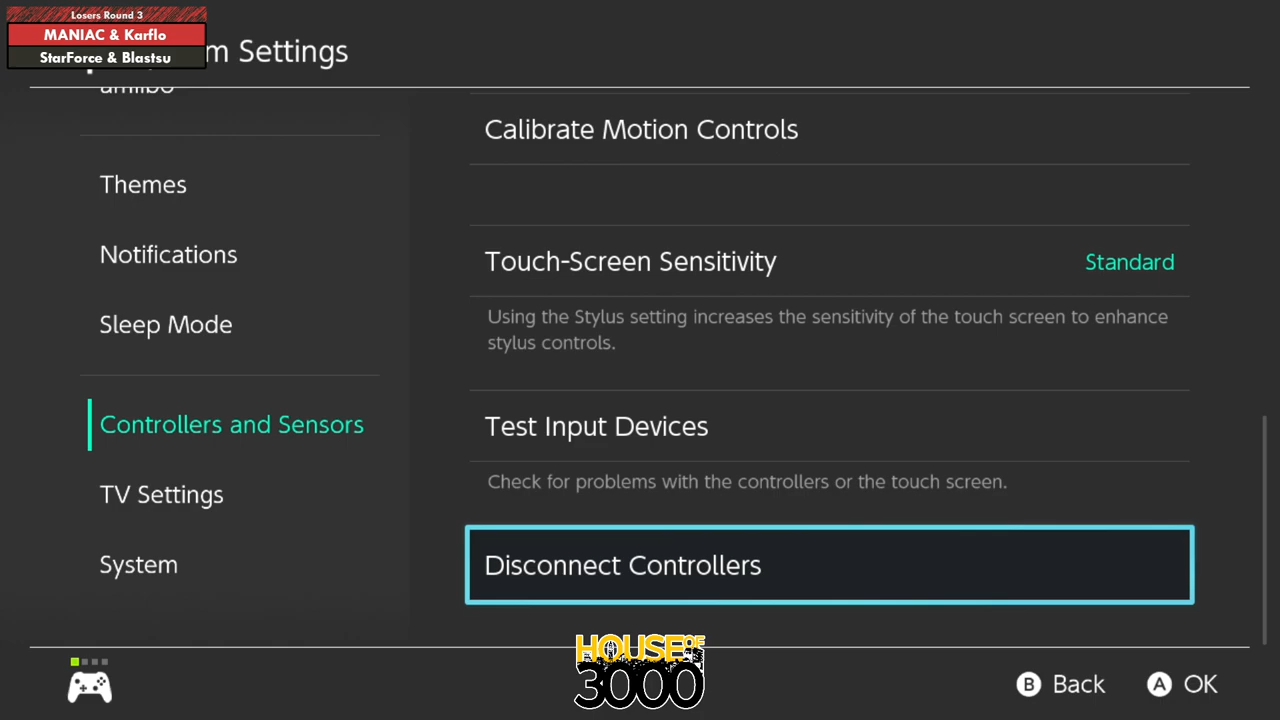 Losers Round 3
MANIAC & Karflo
StarForce & Blastsu
m Settings
amiibo
Themes
Notifications
Sleep Mode
Controllers and Sensors
TV Settings
System
Calibrate Motion Controls
Touch-Screen Sensitivity
Standard
Using the Stylus setting increases the sensitivity of the touch screen to enhance
stylus controls.
Test Input Devices
Check for problems with the controllers or the touch screen.
Disconnect Controllers
HOUSE OF
3000
B Back
A OK